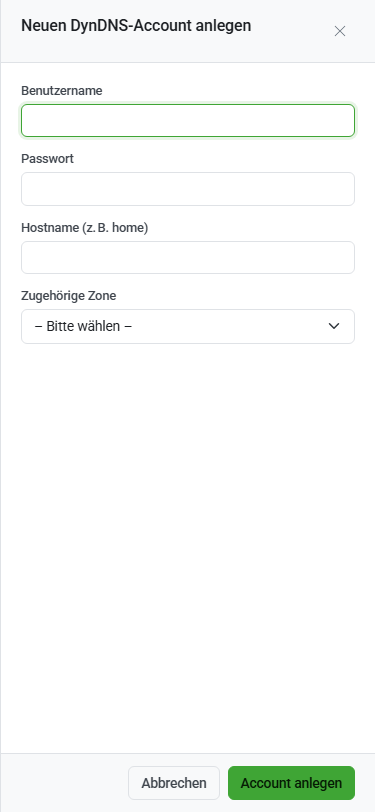 Neuen DynDNS-Account anlegen
Benutzername
Passwort
Hostname (z. B. home)
Zugehörige Zone
– Bitte wählen –
Abbrechen
Account anlegen